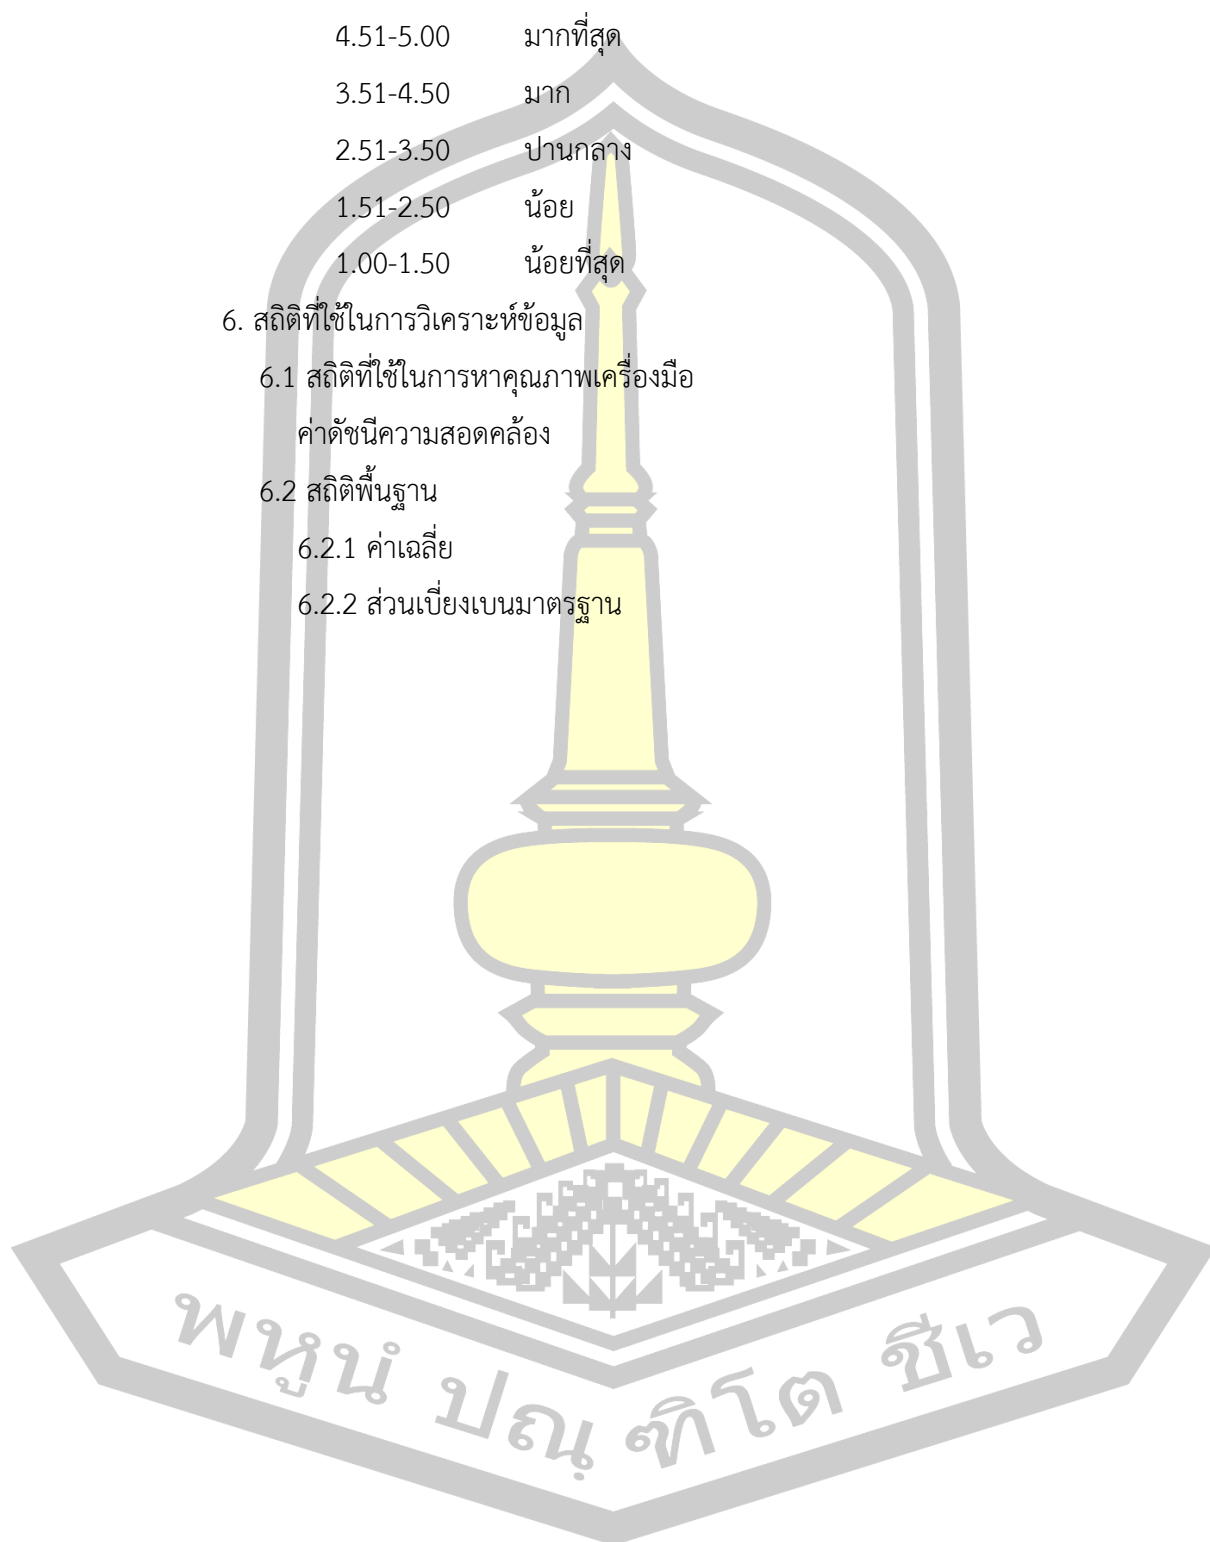 4.51-5.00 มากที่สุด
3.51-4.50 มาก
2.51-3.50 ปานกลาง
1.51-2.50 น้อย
1.00-1.50 น้อยที่สุด
6. สถิติที่ใช้ในการวิเคราะห์ข้อมูล
6.1 สถิติที่ใช้ในการหาคุณภาพเครื่องมือ
ค่าดัชนีความสอดคล้อง
6.2 สถิติพื้นฐาน
6.2.1 ค่าเฉลี่ย
6.2.2 ส่วนเบี่ยงเบนมาตรฐาน
พหูนํ ปณฺฑิโต ชีเว